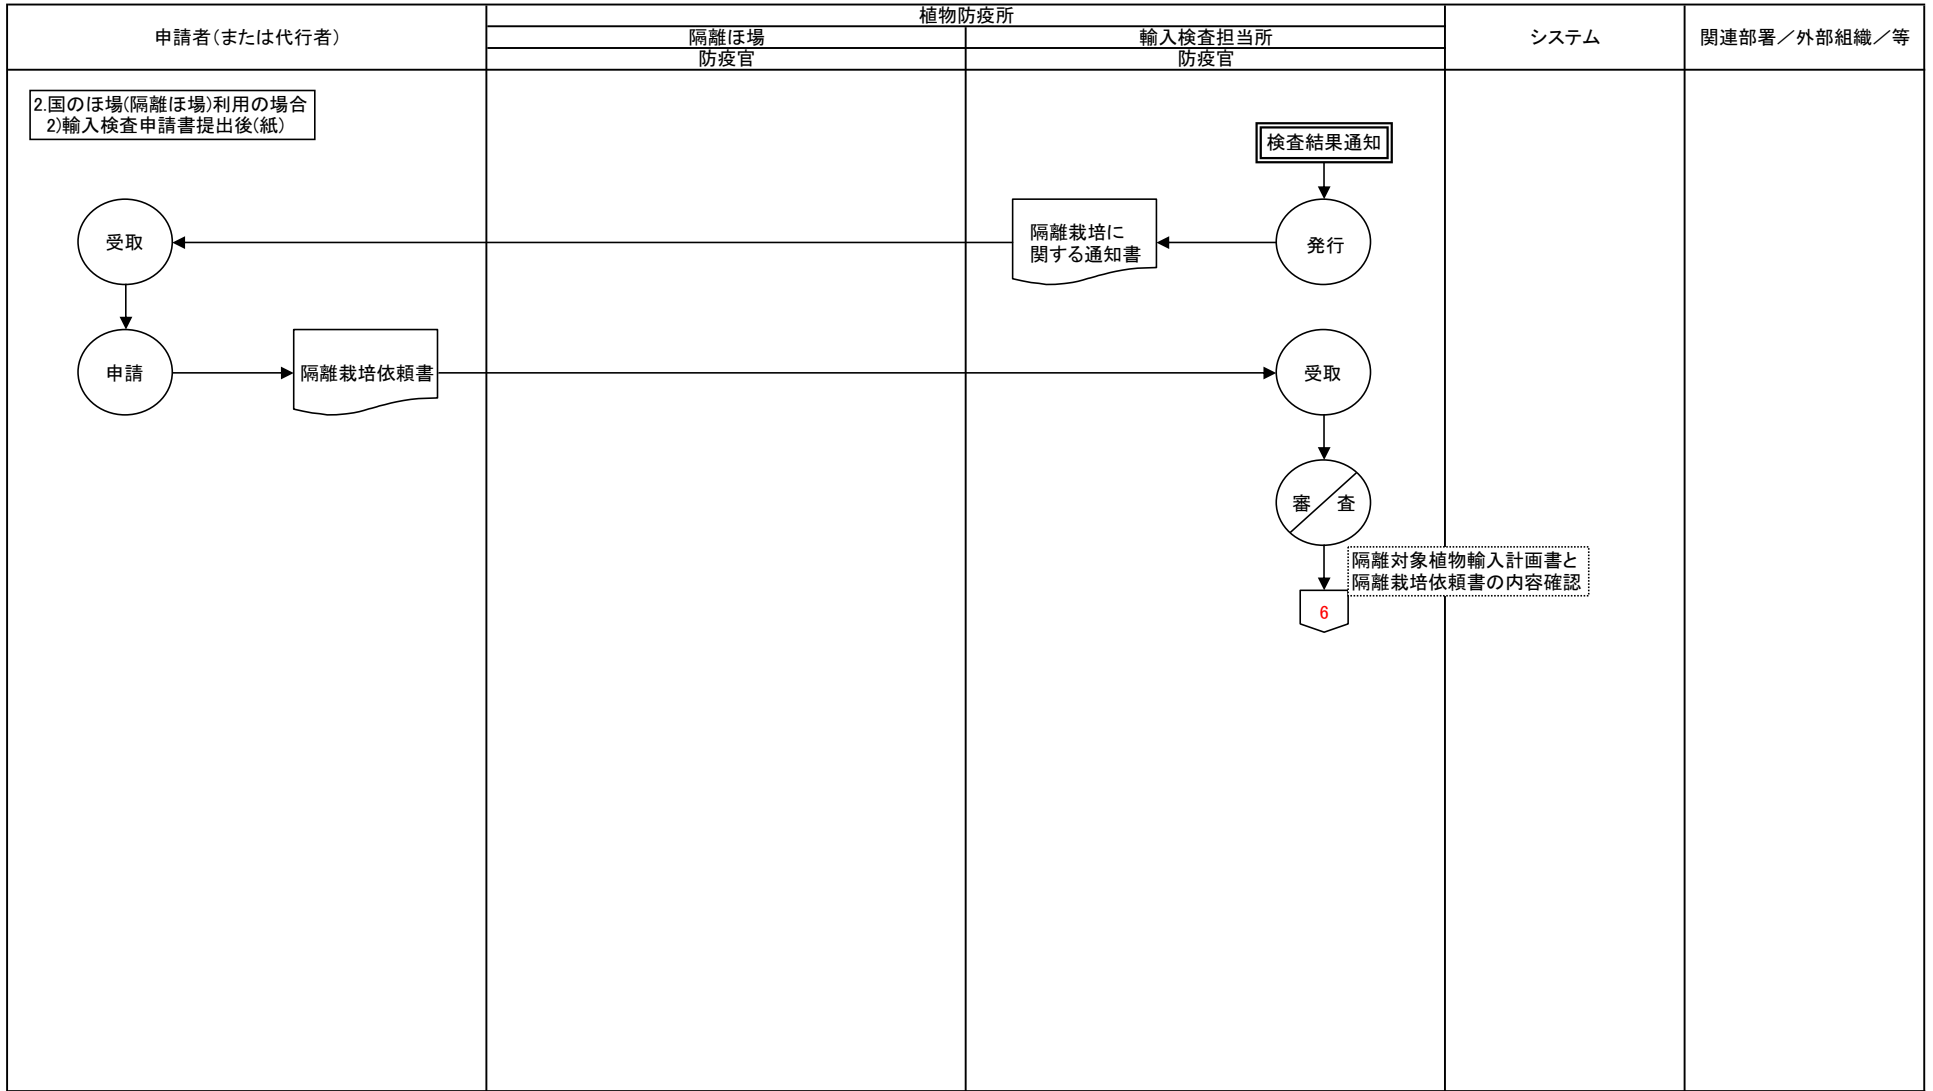 植物防疫所
申請者(または代行者)
隔離ほ場
輸入検査担当所
システム
関連部署/外部組織/等
防疫官
防疫官
2.国のほ場(隔離ほ場)利用の場合
2)輸入検査申請書提出後(紙)
検査結果通知
受取
隔離栽培に
関する通知書
発行
申請
隔離栽培依頼書
受取
審 査
隔離対象植物輸入計画書と
隔離栽培依頼書の内容確認
6